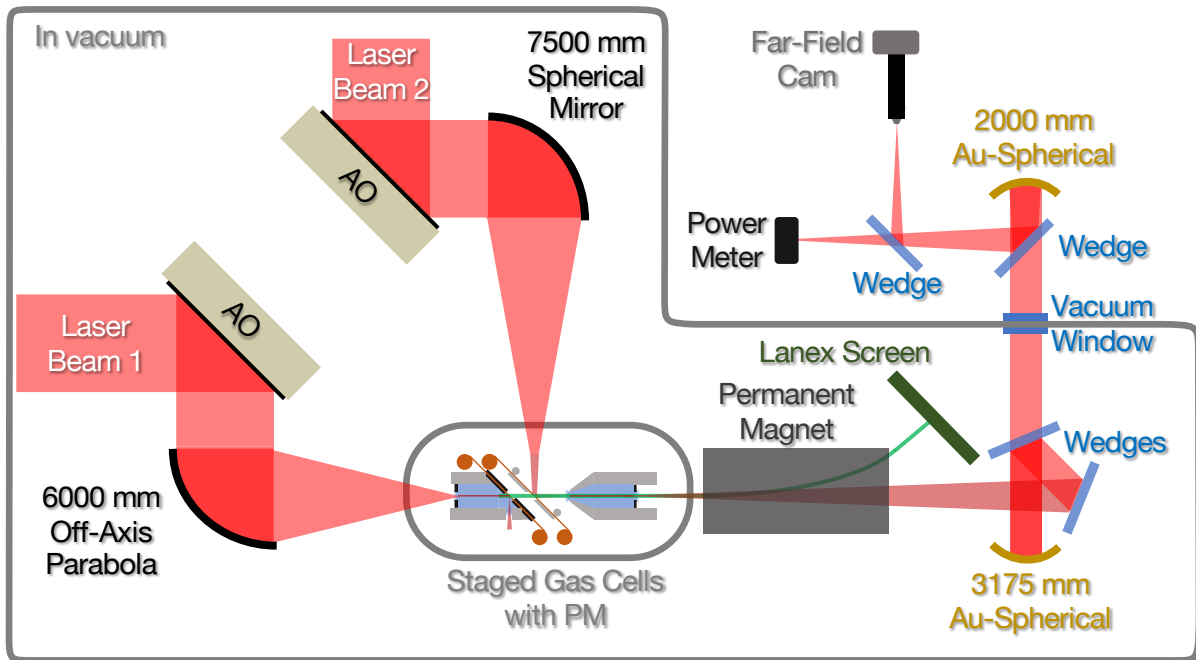 In vacuum
Laser
Beam 2
7500 mm
Spherical
Mirror
Far-Field
Cam
2000 mm
Au-Spherical
AO
Power
Meter
Wedge
Wedge
Laser
Beam 1
AO
Vacuum
Window
Lanex Screen
Permanent
Magnet
Wedges
6000 mm
Off-Axis
Parabola
Staged Gas Cells
with PM
3175 mm
Au-Spherical